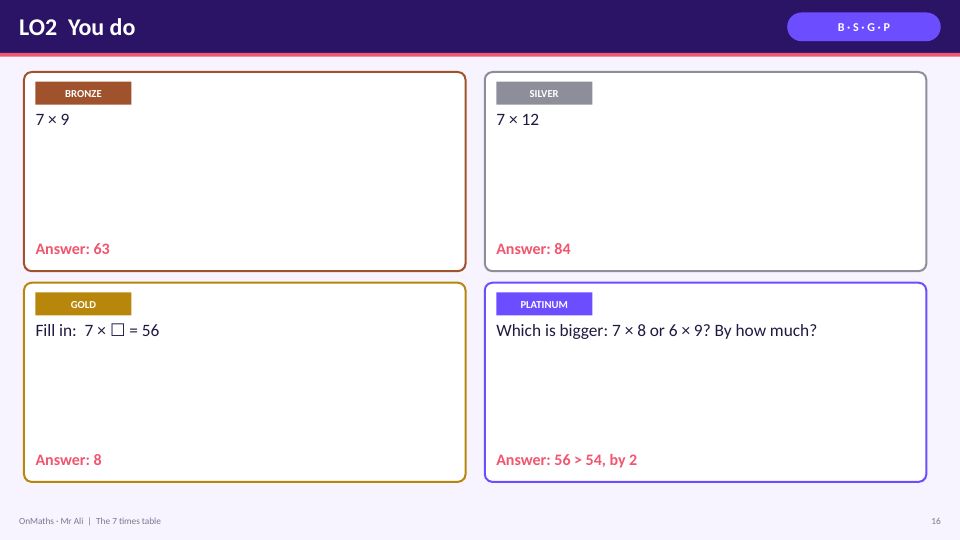 LO2  You do
B · S · G · P
BRONZE
7 × 9
Answer: 63
SILVER
7 × 12
Answer: 84
GOLD
Fill in:  7 × ☐ = 56
Answer: 8
PLATINUM
Which is bigger: 7 × 8 or 6 × 9? By how much?
Answer: 56 > 54, by 2
OnMaths - Mr Ali  |  The 7 times table
16